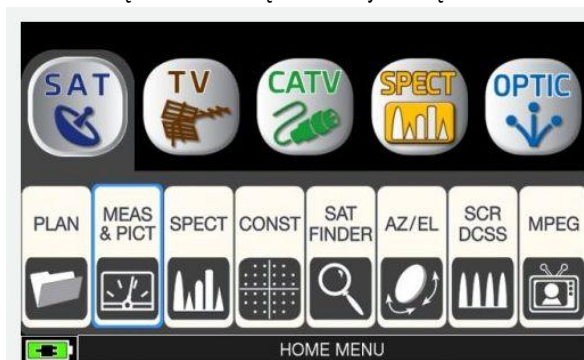 SAT TV CATV SPECT OPTIC
PLAN
MEAS
& PICT
SPECT
CONST
SAT
FINDER
AZ/EL
SCR
DCSS
MPEG
HOME MENU